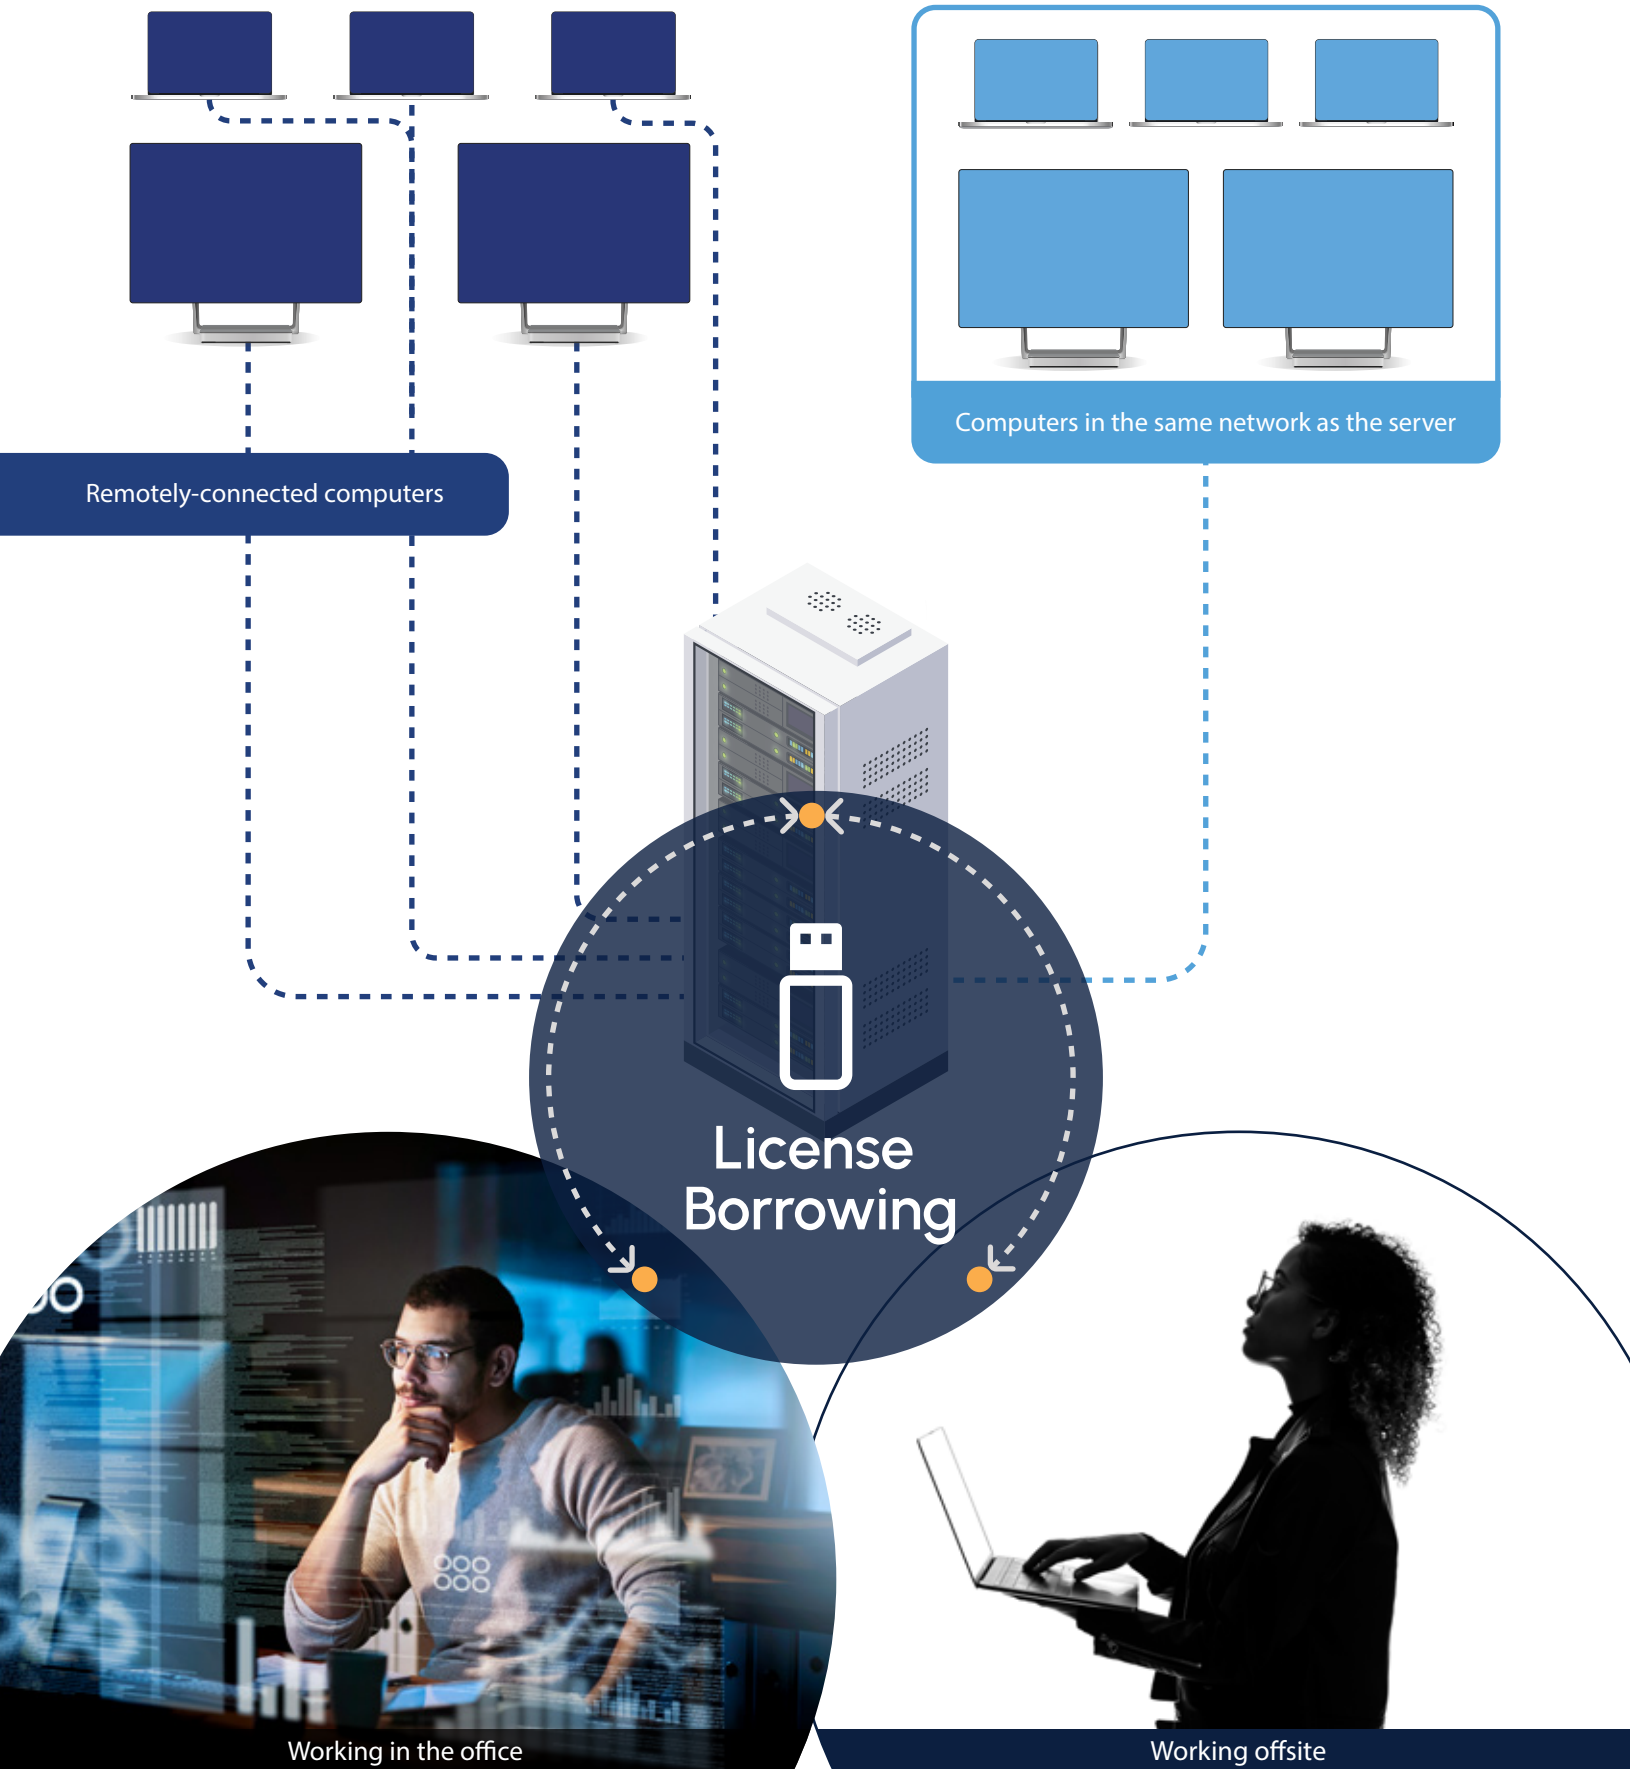 Computers in the same network as the server
Remotely-connected computers
License
Borrowing
Working in the office
Working offsite